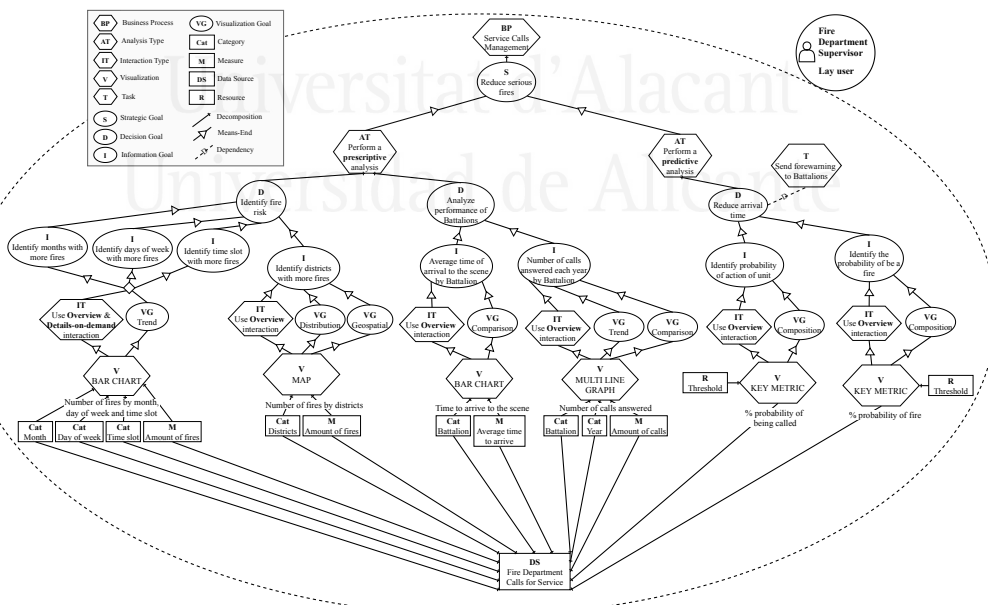 Universitat d'Alacant
Universidad de Alicante
BP Business Process
AT Analysis Type
IT Interaction Type
V Visualization
T Task
S Strategic Goal
D Decision Goal
I Information Goal
VG Visualization Goal
Cat Category
M Measure
DS Data Source
R Resource
Decomposition
Means-End
Dependency
BP
Service Calls
Management
Fire
Department
Supervisor
Lay user
S
Reduce serious
fires
AT
Perform a
prescriptive
analysis
AT
Perform a
predictive
analysis
T
Send forewarning
to Battalions
D
Identify fire
risk
D
Analyze
performance of
Battalions
D
Reduce arrival
time
I
Identify months with
more fires
I
Identify days of week
with more fires
I
Identify time slot
with more fires
I
Identify districts
with more fires
I
Average time of
arrival to the scene
by Battalion
I
Number of calls
answered each year
by Battalion
I
Identify probability
of action of unit
I
Identify the
probability of be a
fire
IT
Use Overview &
Details-on-demand
interaction
VG
Trend
IT
Use Overview
interaction
VG
Distribution
VG
Geospatial
IT
Use Overview
interaction
VG
Comparison
IT
Use Overview
interaction
VG
Trend
VG
Comparison
IT
Use Overview
interaction
VG
Composition
IT
Use Overview
interaction
VG
Composition
V
BAR CHART
V
MAP
V
BAR CHART
V
MULTI LINE
GRAPH
R
Threshold
V
KEY METRIC
V
KEY METRIC
R
Threshold
Number of fires by month,
day of week and time slot
Number of fires by districts
Time to arrive to the scene
Number of calls answered
% probability of
being called
% probability of fire
Cat
Month
Cat
Day of week
Cat
Time slot
M
Amount of fires
Cat
Districts
M
Amount of fires
Cat
Battalion
M
Average time
to arrive
Cat
Battalion
Cat
Year
M
Amount of calls
DS
Fire Department
Calls for Service